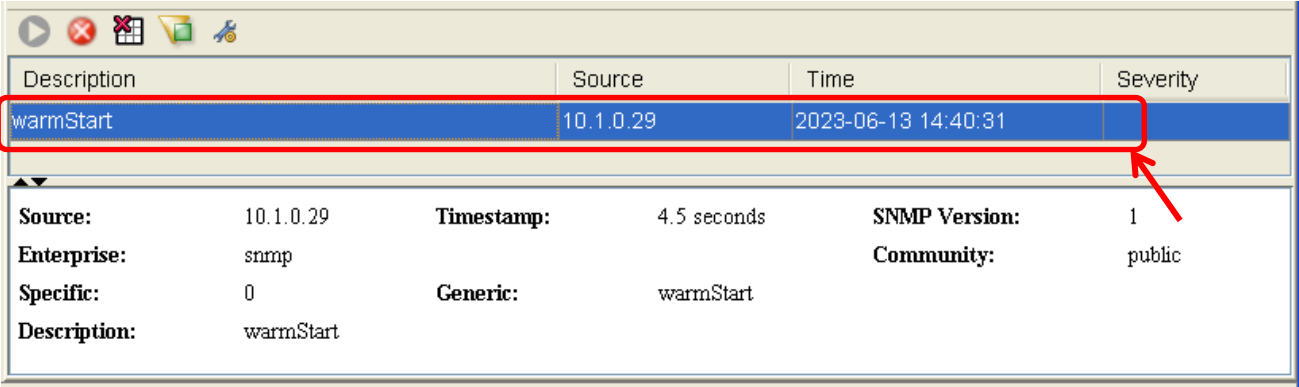 Description Source Time Severity
warmStart 10.1.0.29 2023-06-13 14:40:31
Source: 10.1.0.29 Timestamp: 4.5 seconds SNMP Version: 1
Enterprise: snmp Community: public
Specific: 0 Generic: warmStart
Description: warmStart